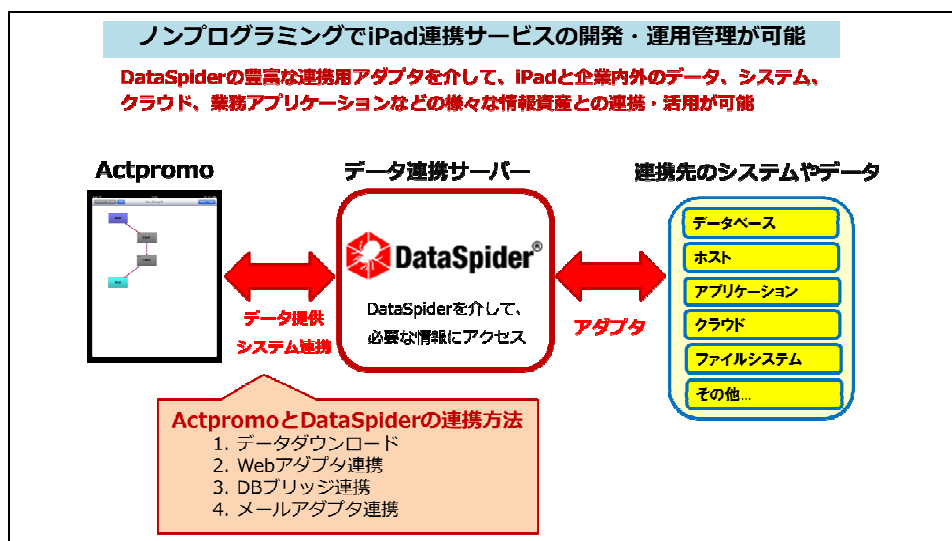 ノンプログラミングでiPad連携サービスの開発・運用管理が可能
DataSpiderの豊富な連携用アダプタを介して、iPadと企業内外のデータ、システム、
クラウド、業務アプリケーションなどの様々な情報資産との連携・活用が可能
Actpromo
データ連携サーバー
連携先のシステムやデータ
DataSpider®
DataSpiderを介して、
必要な情報にアクセス
データ提供
システム連携
アダプタ
データベース
ホスト
アプリケーション
クラウド
ファイルシステム
その他...
ActpromoとDataSpiderの連携方法
1. データダウンロード
2. Webアダプタ連携
3. DBブリッジ連携
4. メールアダプタ連携